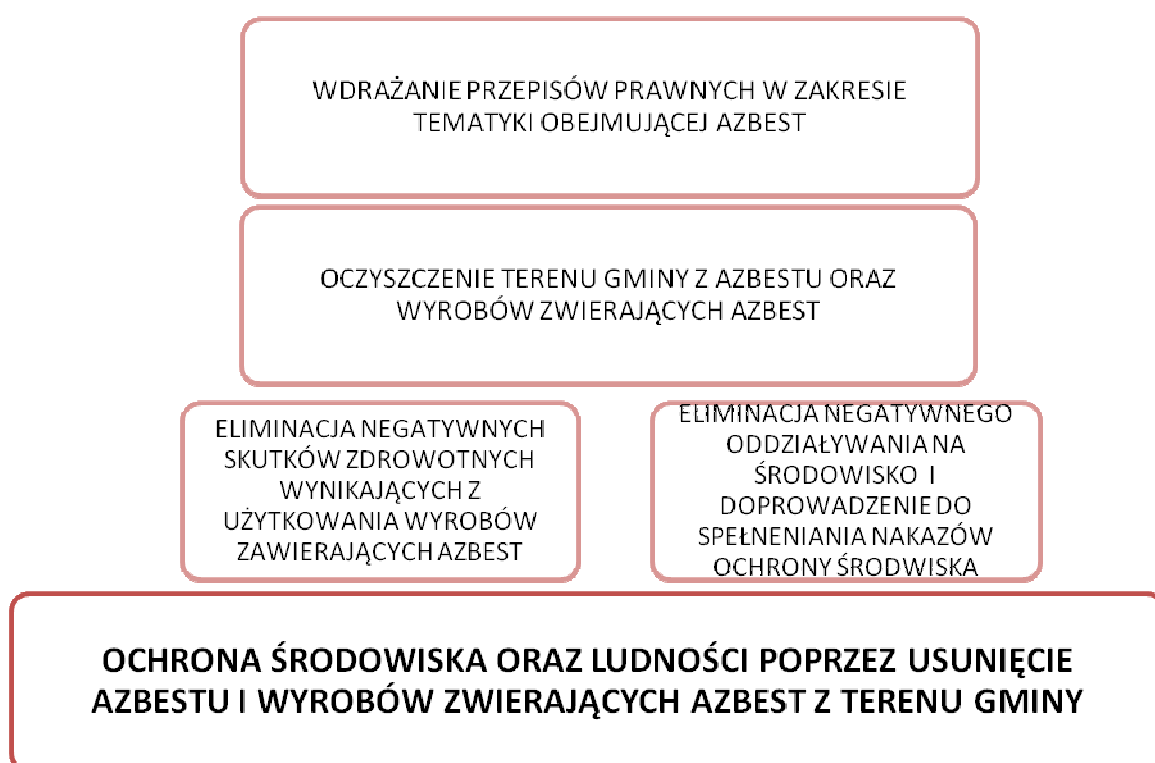 WDRAŻANIE PRZEPISÓW PRAWNYCH W ZAKRESIE
TEMATYKI OBEJMUJĄCEJ AZBEST
OCZYSZCZENIE TERENU GMINY Z AZBESTU ORAZ
WYROBÓW ZWIERAJĄCYCH AZBEST
ELIMINACJA NEGATYWNYCH
SKUTKÓW ZDROWOTNYCH
WYNIKAJĄCYCH Z
UŻYTKOWANIA WYROBÓW
ZAWIERAJĄCYCH AZBEST
ELIMINACJA NEGATYWNEGO
ODDZIAŁYWANIA NA
ŚRODOWISKO I
DOPROWADZENIE DO
SPEŁNENIANIA NAKAZÓW
OCHRONY ŚRODWISKA
OCHRONA ŚRODOWISKA ORAZ LUDNOŚCI POPRZEZ USUNIĘCIE
AZBESTU I WYROBÓW ZWIERAJĄCYCH AZBEST Z TERENU GMINY